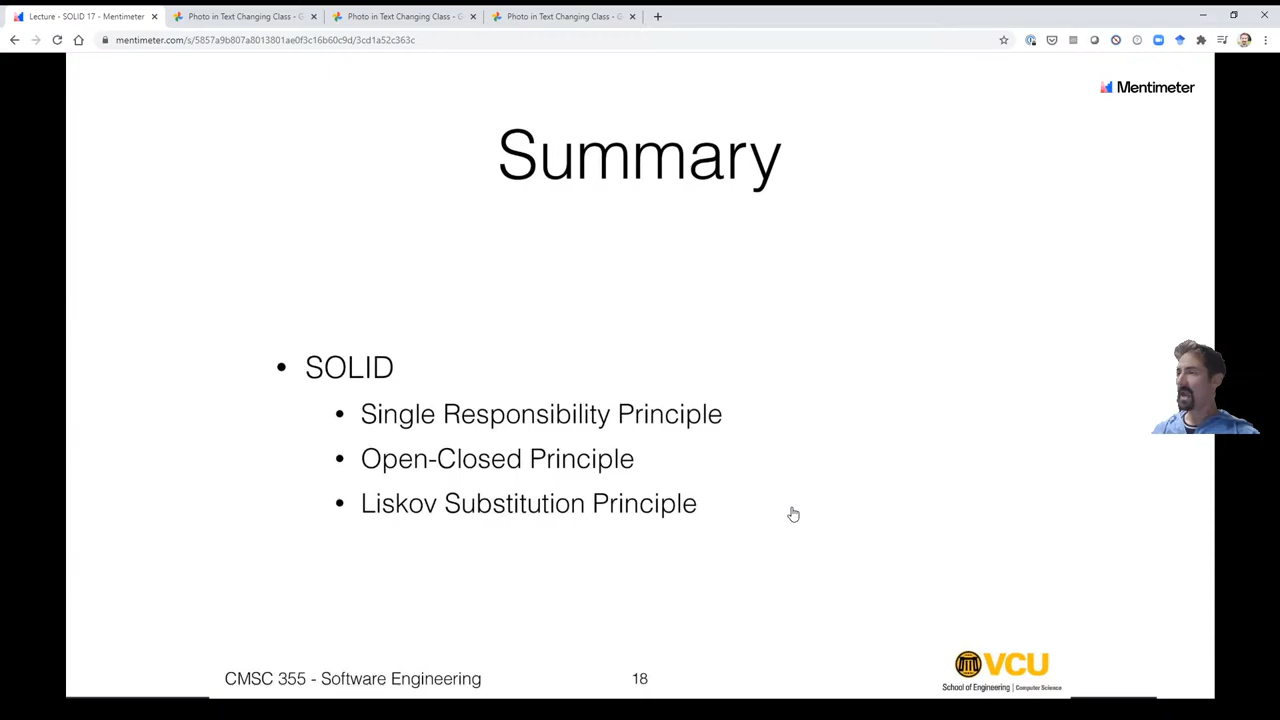 Lecture - SOLID 17 - Mentimeter
Photo in Text Changing Class - G
Photo in Text Changing Class - G
Photo in Text Changing Class - G
mentimeter.com/s/5857a9b807a8013801ae0f3c16b60c9d/3cd1a52c363c
Mentimeter
Summary
• SOLID
• Single Responsibility Principle
• Open-Closed Principle
• Liskov Substitution Principle
CMSC 355 - Software Engineering
18
VCU
School of Engineering | Computer Science